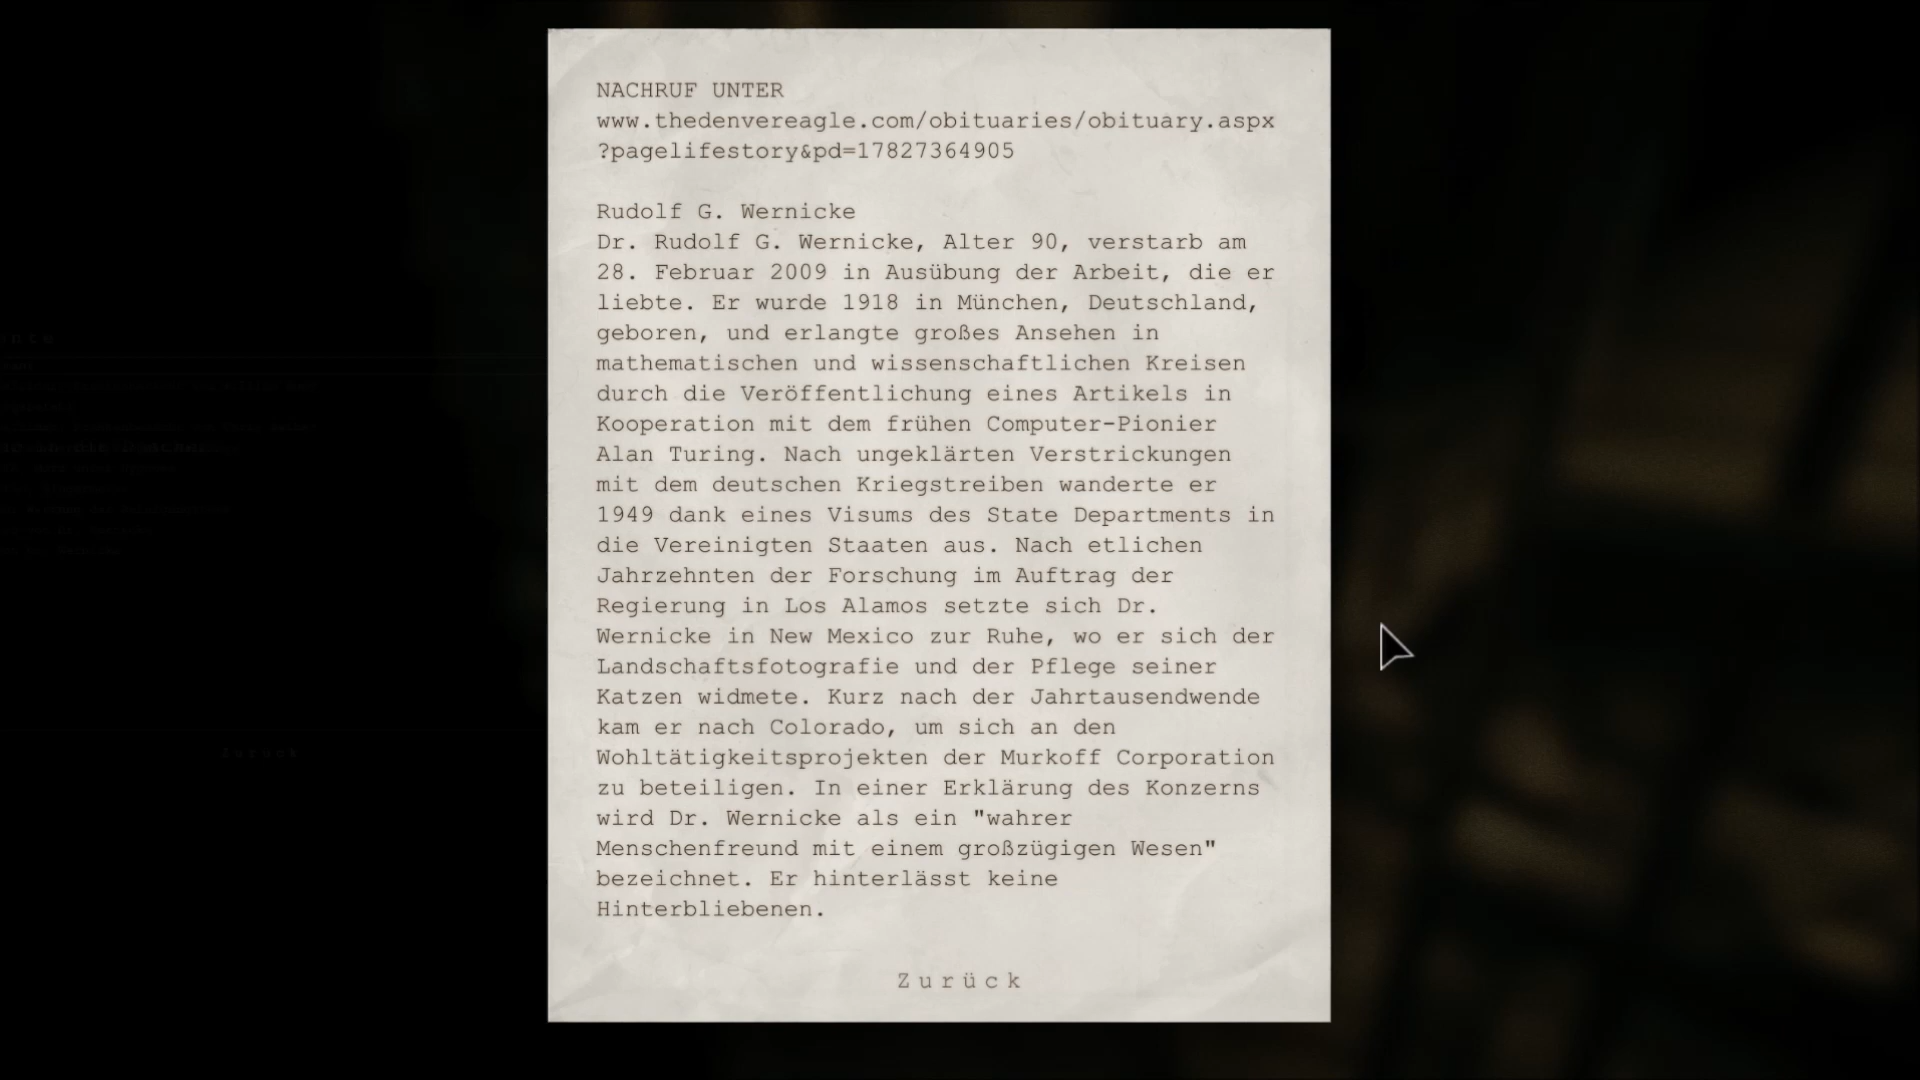 NACHRUF UNTER
www.thedenvereagle.com/obituaries/obituary.aspx
?pagelifestory&pd=17827364905
Rudolf G. Wernicke
Dr. Rudolf G. Wernicke, Alter 90, verstarb am
28. Februar 2009 in Ausübung der Arbeit, die er
liebte. Er wurde 1918 in München, Deutschland,
geboren, und erlangte großes Ansehen in
mathematischen und wissenschaftlichen Kreisen
durch die Veröffentlichung eines Artikels in
Kooperation mit dem frühen Computer-Pionier
Alan Turing. Nach ungeklärten Verstrickungen
mit dem deutschen Kriegstreiben wanderte er
1949 dank eines Visums des State Departments in
die Vereinigten Staaten aus. Nach etlichen
Jahrzehnten der Forschung im Auftrag der
Regierung in Los Alamos setzte sich Dr.
Wernicke in New Mexico zur Ruhe, wo er sich der
Landschaftsfotografie und der Pflege seiner
Katzen widmete. Kurz nach der Jahrtausendwende
kam er nach Colorado, um sich an den
Wohltätigkeitsprojekten der Murkoff Corporation
zu beteiligen. In einer Erklärung des Konzerns
wird Dr. Wernicke als ein "wahrer
Menschenfreund mit einem großzügigen Wesen"
bezeichnet. Er hinterlässt keine
Hinterbliebenen.
Zurück
Zurück